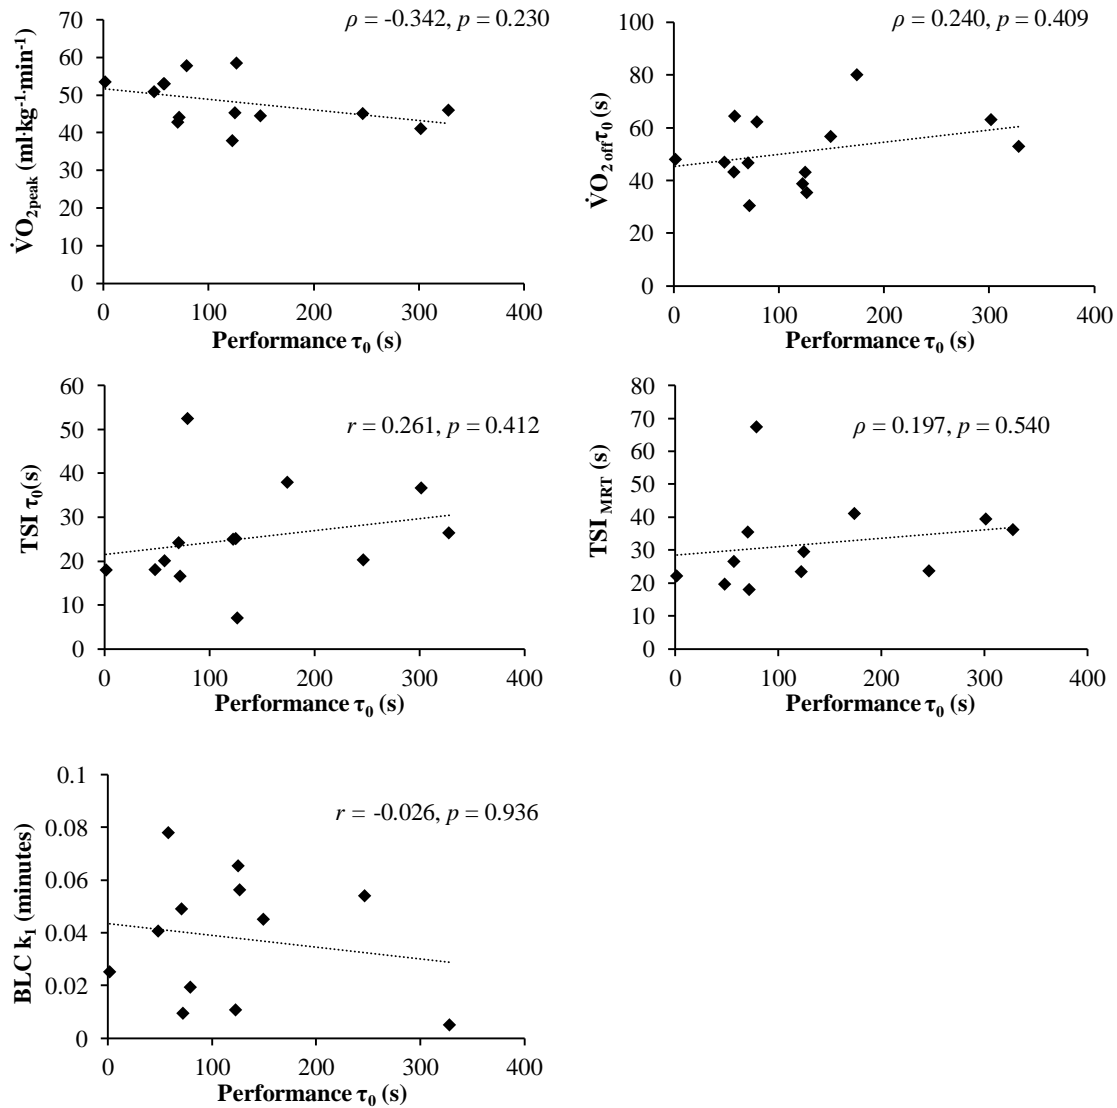 ρ = -0.342, p = 0.230
V̇O2peak (ml·kg-1·min-1)
70
60
50
40
30
20
10
0
0 100 200 300 400
Performance τ0 (s)
ρ = 0.240, p = 0.409
V̇O2 off τ0 (s)
100
80
60
40
20
0
0 100 200 300 400
Performance τ0 (s)
r = 0.261, p = 0.412
TSI τ0(s)
60
50
40
30
20
10
0
0 100 200 300 400
Performance τ0 (s)
ρ = 0.197, p = 0.540
TSI MRT (s)
80
70
60
50
40
30
20
10
0
0 100 200 300 400
Performance τ0 (s)
r = -0.026, p = 0.936
BLC k1 (minutes)
0.1
0.08
0.06
0.04
0.02
0
0 100 200 300 400
Performance τ0 (s)